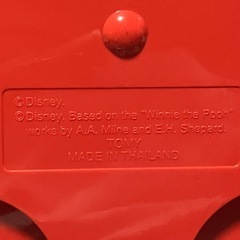 ©Disney.
©Disney. Based on the "Winnie the Pooh"
works by A.A. Milne and E.H. Shepard.
TOMY
MADE IN THAILAND